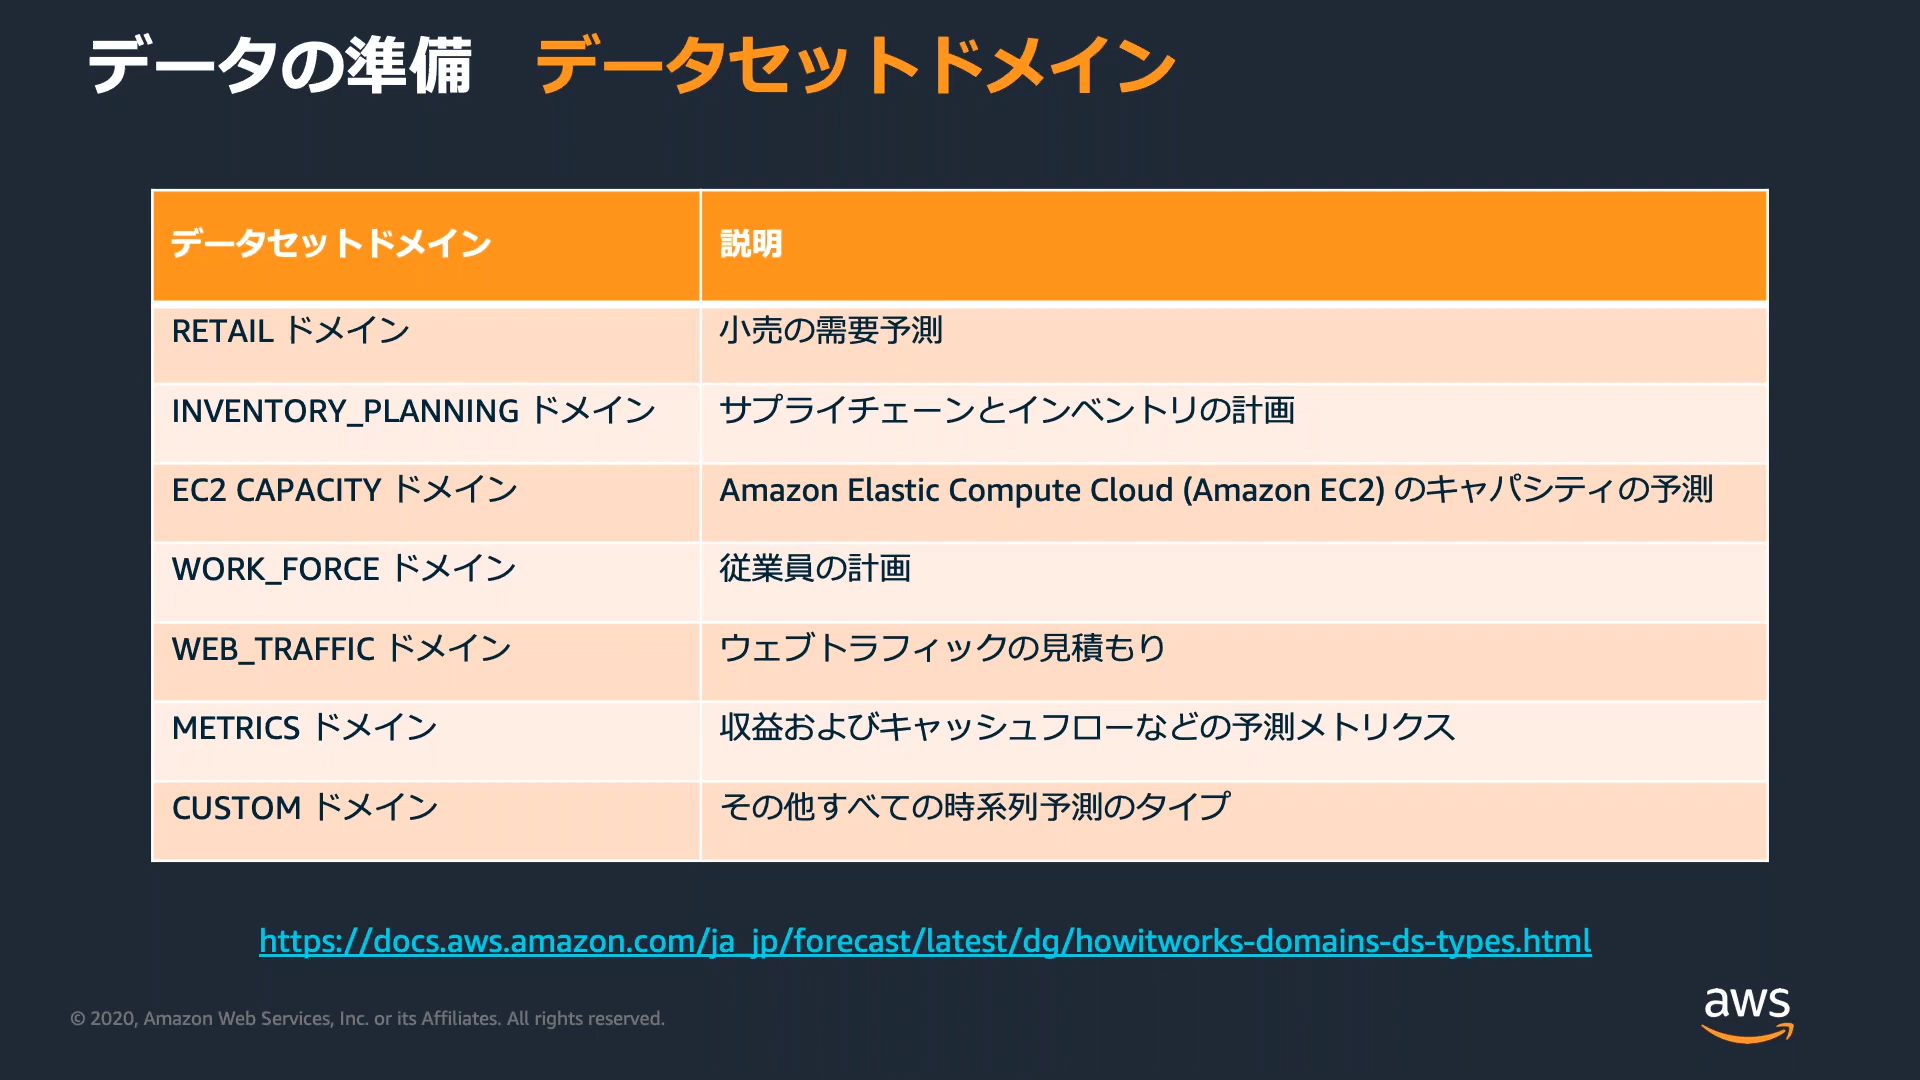 データの準備　データセットドメイン
データセットドメイン 説明
RETAIL ドメイン 小売の需要予測
INVENTORY_PLANNING ドメイン サプライチェーンとインベントリの計画
EC2 CAPACITY ドメイン Amazon Elastic Compute Cloud (Amazon EC2) のキャパシティの予測
WORK_FORCE ドメイン 従業員の計画
WEB_TRAFFIC ドメイン ウェブトラフィックの見積もり
METRICS ドメイン 収益およびキャッシュフローなどの予測メトリクス
CUSTOM ドメイン その他すべての時系列予測のタイプ
https://docs.aws.amazon.com/ja_jp/forecast/latest/dg/howitworks-domains-ds-types.html
© 2020, Amazon Web Services, Inc. or its Affiliates. All rights reserved.
aws